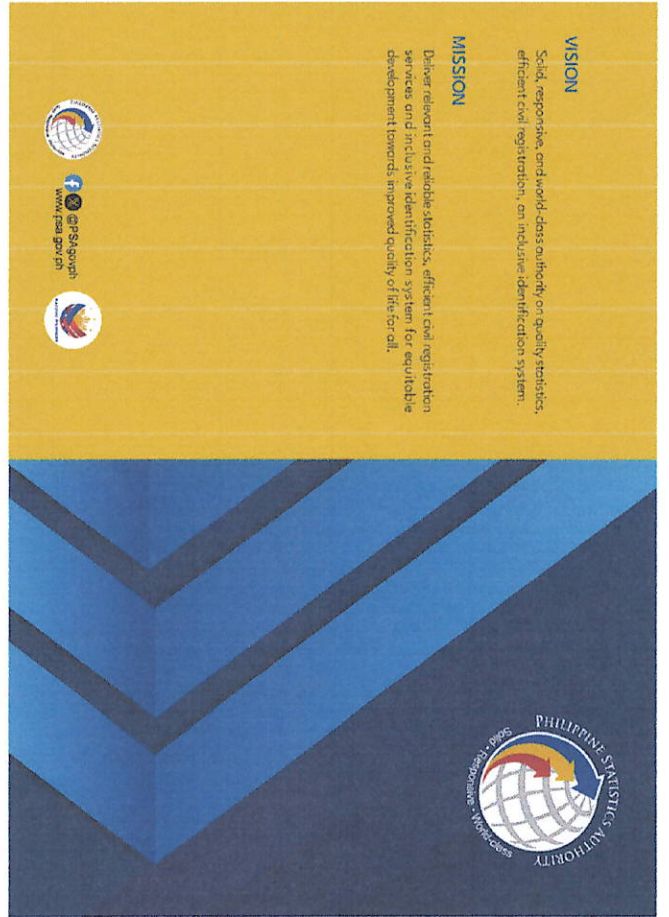 VISION
Solid, responsive, and world-class authority on quality statistics,
efficient civil registration, an inclusive identification system.
MISSION
Deliver relevant and reliable statistics, efficient civil registration
services and inclusive identification system for equitable
development towards improved quality of life for all.
@PSAgovph
www.psa.gov.ph
PHILIPPINE STATISTICS AUTHORITY
Solid • Responsive • World-class